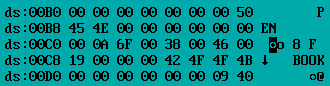 ds:00B0 00 00 00 00 00 00 00 50        P
ds:00B8 45 4E 00 00 00 00 00 00 EN
ds:00C0 00 0A 6F 00 38 00 46 00  ◙o 8 F
ds:00C8 19 00 00 00 42 4F 4F 4B ↓   BOOK
ds:00D0 00 00 00 00 00 00 09 40       ○@